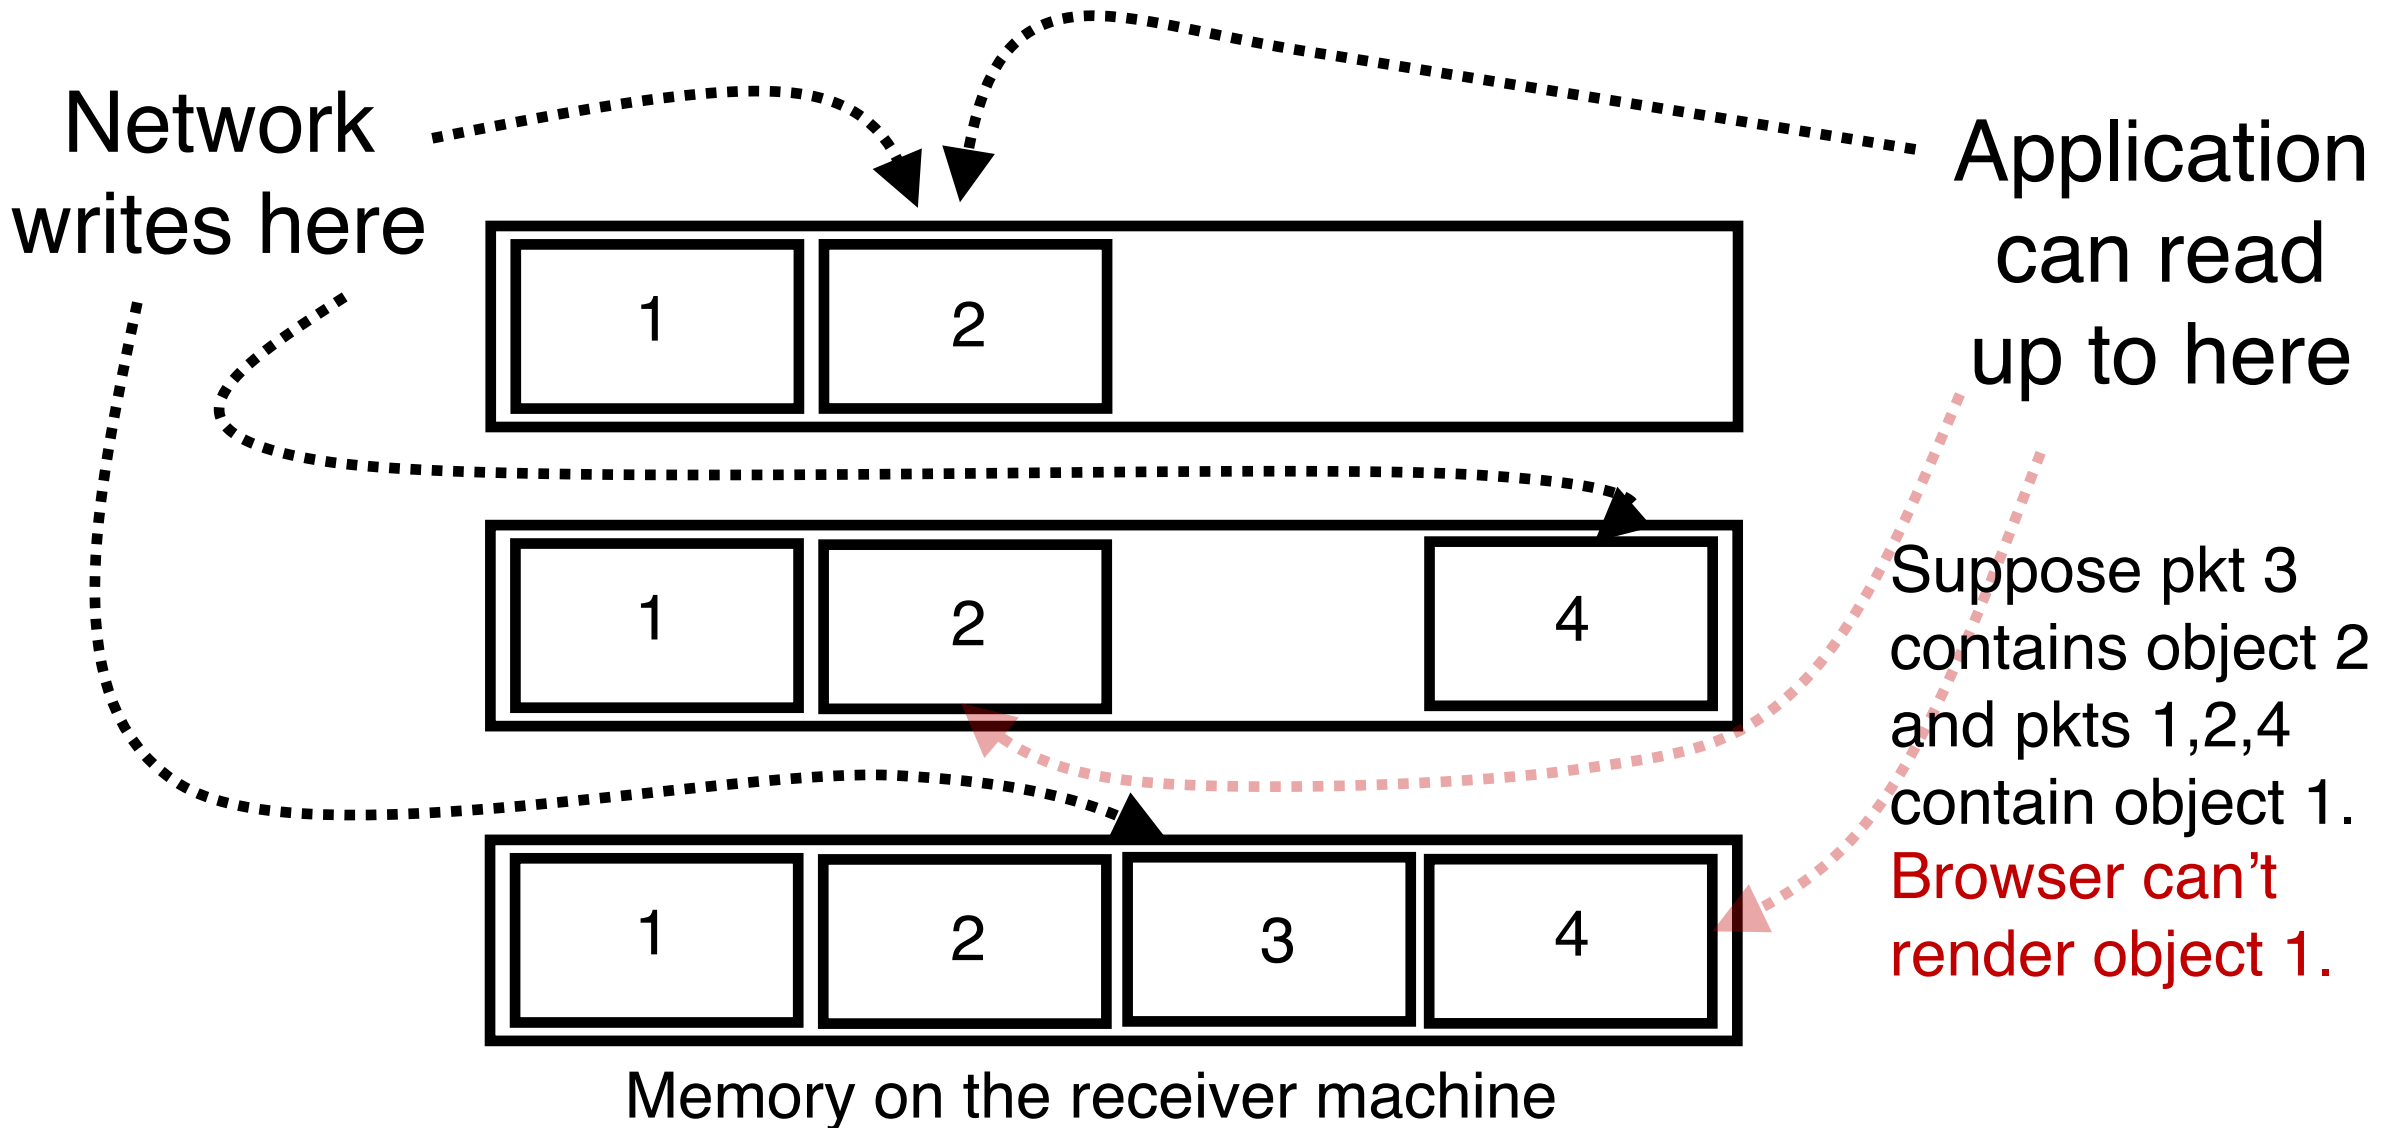 Network
writes here
Application
can read
up to here
1
2
1
2
4
Suppose pkt 3
contains object 2
and pkts 1,2,4
contain object 1.
Browser can't
render object 1.
1
2
3
4
Memory on the receiver machine